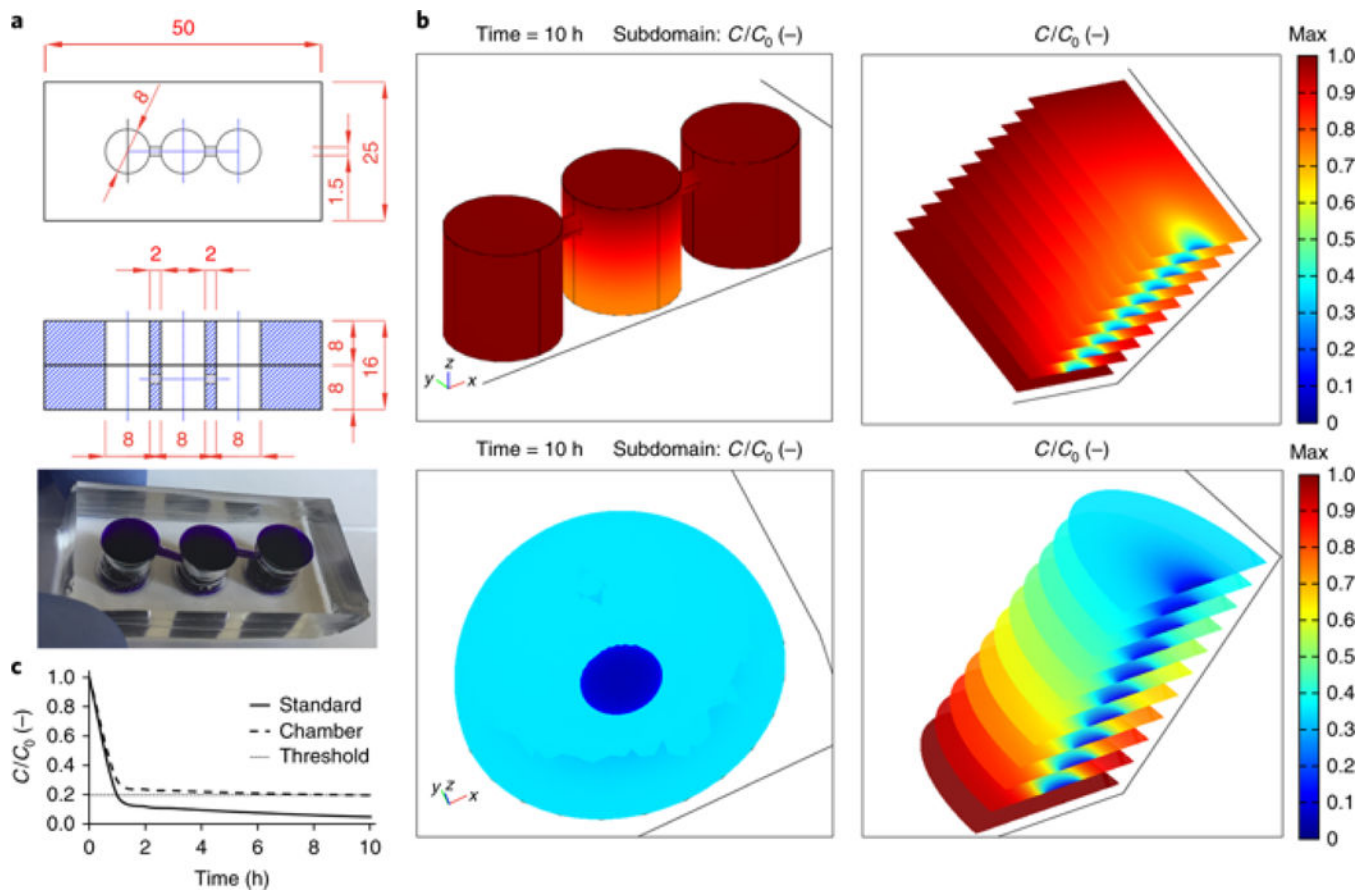 a
50
8
1.5
25
2 2
8
16
8
8 8 8
b
Time = 10 h Subdomain: C/C₀ (–)
C/C₀ (–)
Max
1.0
0.9
0.8
0.7
0.6
0.5
0.4
0.3
0.2
0.1
0
z
y x
Time = 10 h Subdomain: C/C₀ (–)
C/C₀ (–)
Max
1.0
0.9
0.8
0.7
0.6
0.5
0.4
0.3
0.2
0.1
0
y z x
c
C/C₀ (–)
1.0
0.8
0.6
0.4
0.2
0.0
Standard
Chamber
Threshold
0 2 4 6 8 10
Time (h)